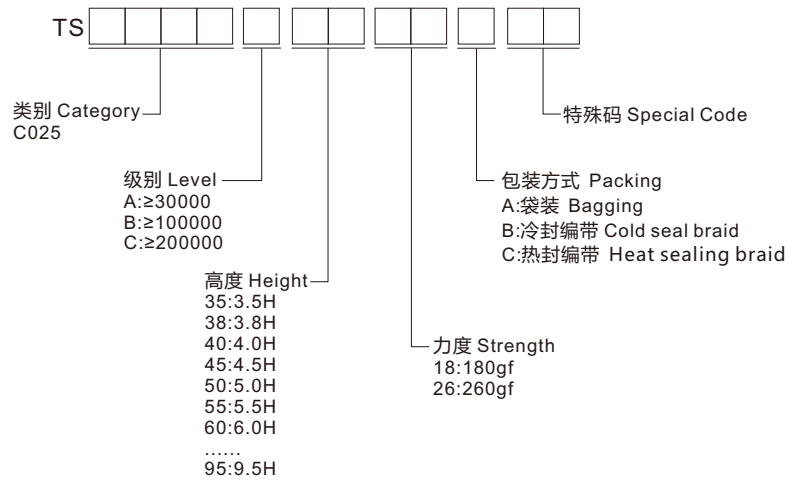 TS
类别 Category
C025
级别 Level
A:≥30000
B:≥100000
C:≥200000
高度 Height
35:3.5H
38:3.8H
40:4.0H
45:4.5H
50:5.0H
55:5.5H
60:6.0H
......
95:9.5H
力度 Strength
18:180gf
26:260gf
包装方式 Packing
A:袋装 Bagging
B:冷封编带 Cold seal braid
C:热封编带 Heat sealing braid
特殊码 Special Code